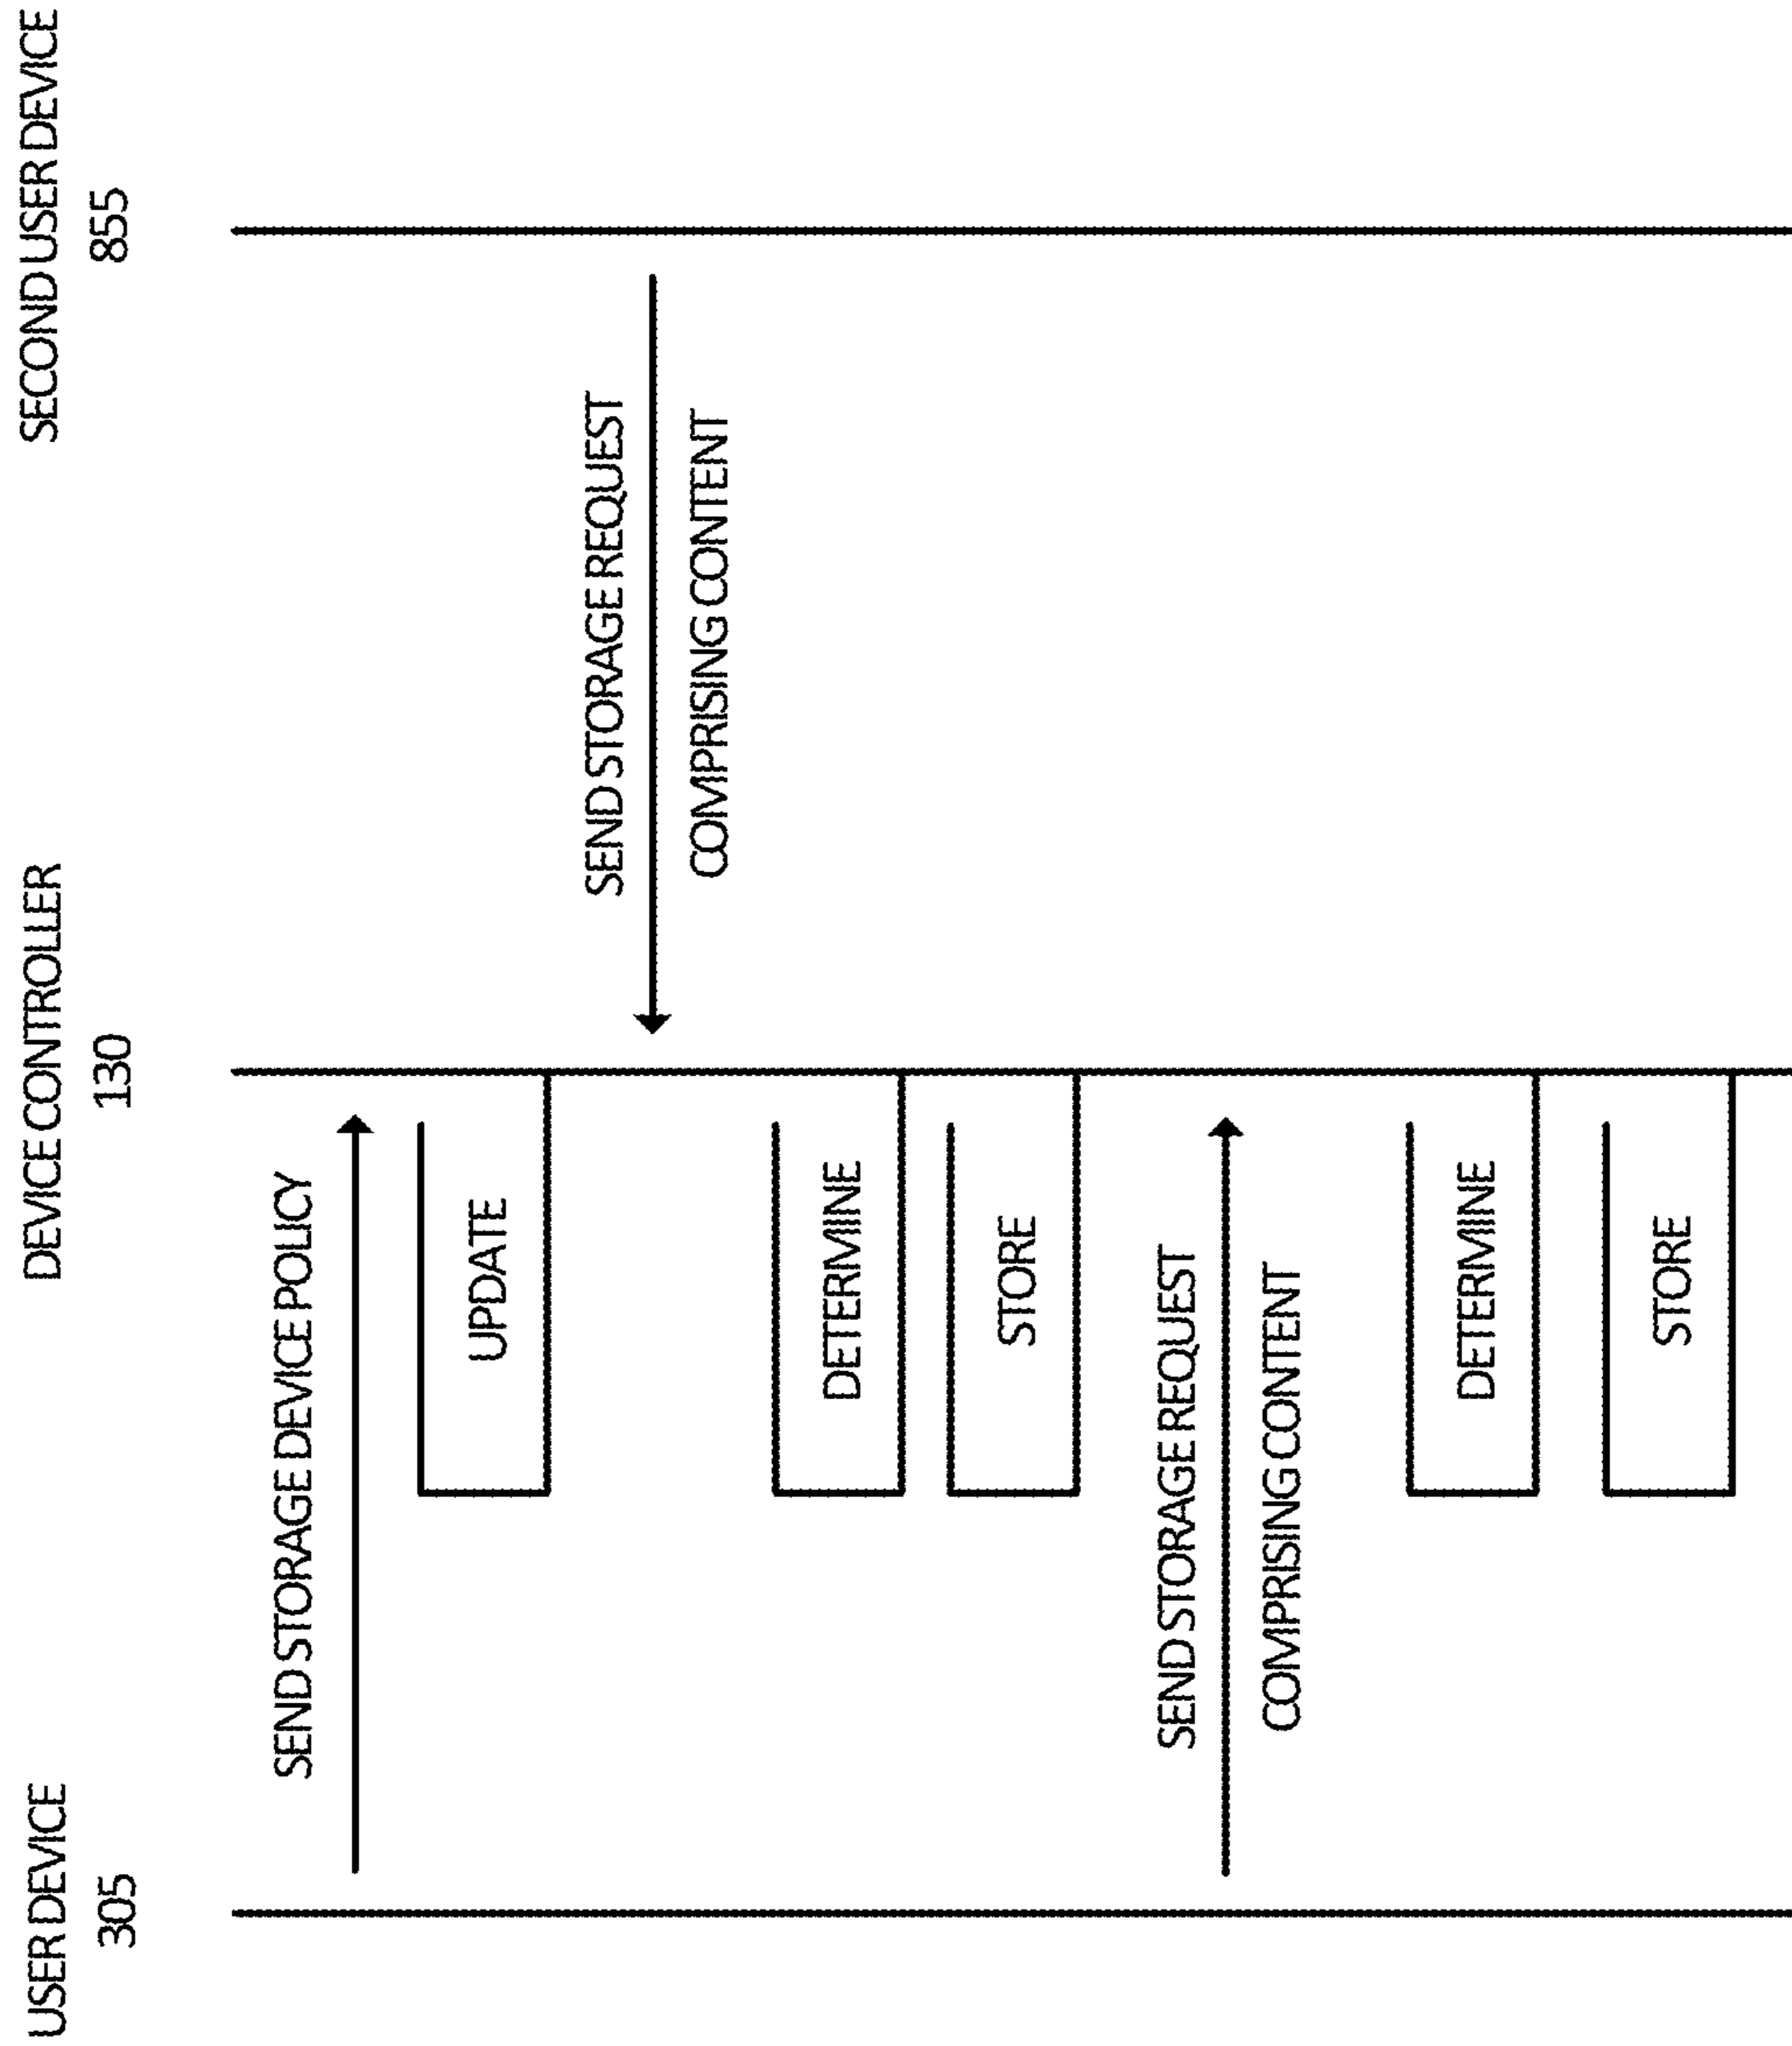 USER DEVICE
305
DEVICE CONTROLLER
130
SECOND USER DEVICE
855
SEND STORAGE DEVICE POLICY
UPDATE
SEND STORAGE REQUEST
COMPRISING CONTENT
DETERMINE
STORE
SEND STORAGE REQUEST
COMPRISING CONTENT
DETERMINE
STORE